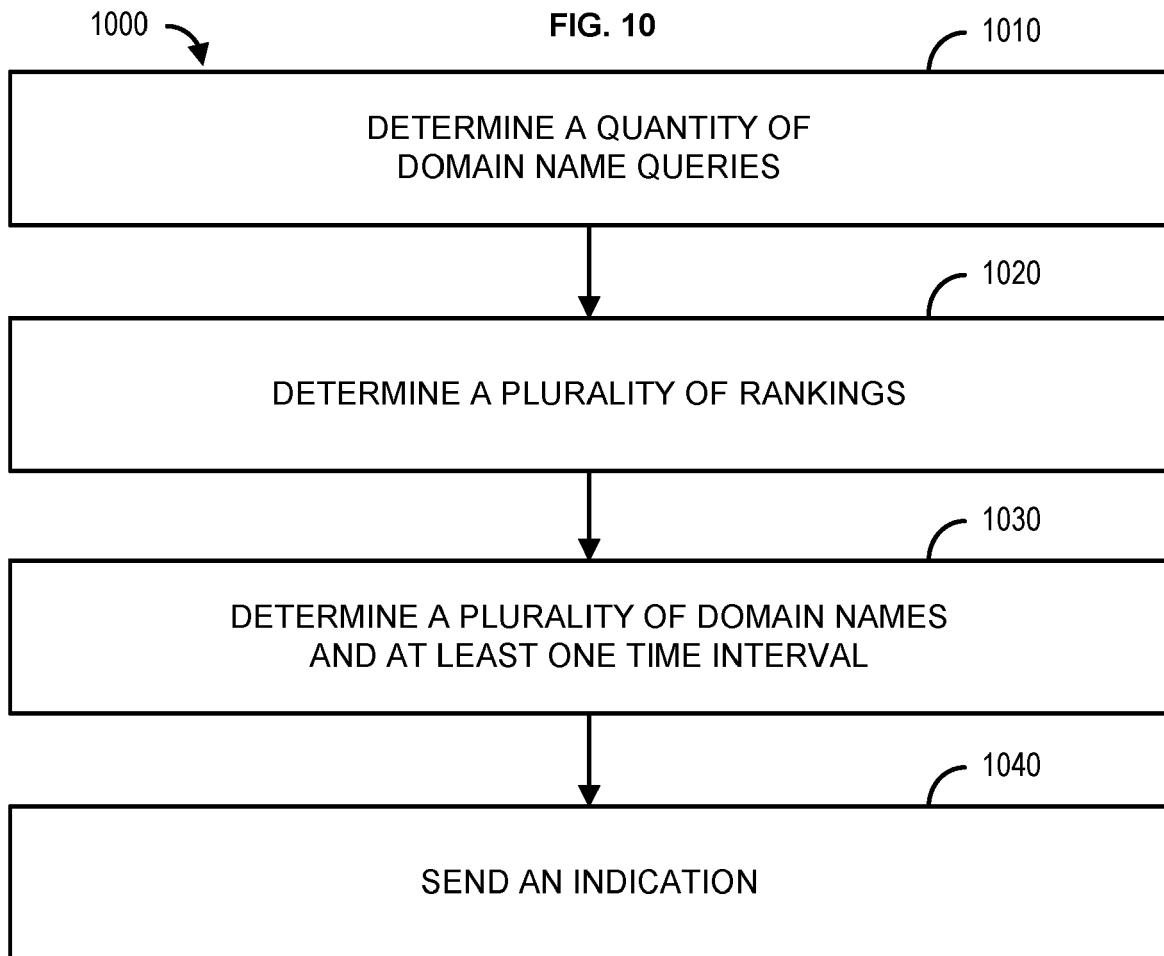 1000
FIG. 10
1010
DETERMINE A QUANTITY OF
DOMAIN NAME QUERIES
1020
DETERMINE A PLURALITY OF RANKINGS
1030
DETERMINE A PLURALITY OF DOMAIN NAMES
AND AT LEAST ONE TIME INTERVAL
1040
SEND AN INDICATION